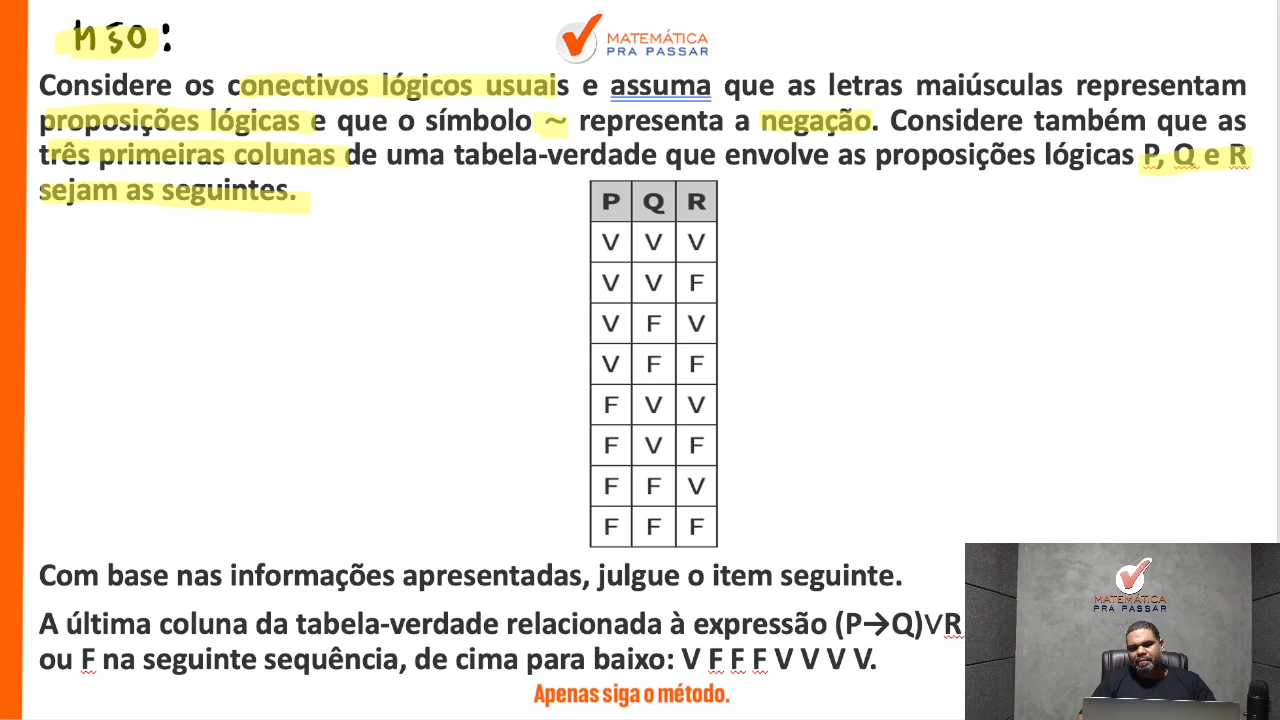 MÉTODO:
MATEMÁTICA
PRA PASSAR
Considere os conectivos lógicos usuais e assuma que as letras maiúsculas representam
proposições lógicas e que o símbolo ~ representa a negação. Considere também que as
três primeiras colunas de uma tabela-verdade que envolve as proposições lógicas P, Q e R
sejam as seguintes.
P Q R
V V V
V V F
V F V
V F F
F V V
F V F
F F V
F F F
Com base nas informações apresentadas, julgue o item seguinte.
A última coluna da tabela-verdade relacionada à expressão (P→Q)∨R
ou F na seguinte sequência, de cima para baixo: V F F F V V V V.
Apenas siga o método.
MATEMÁTICA
PRA PASSAR